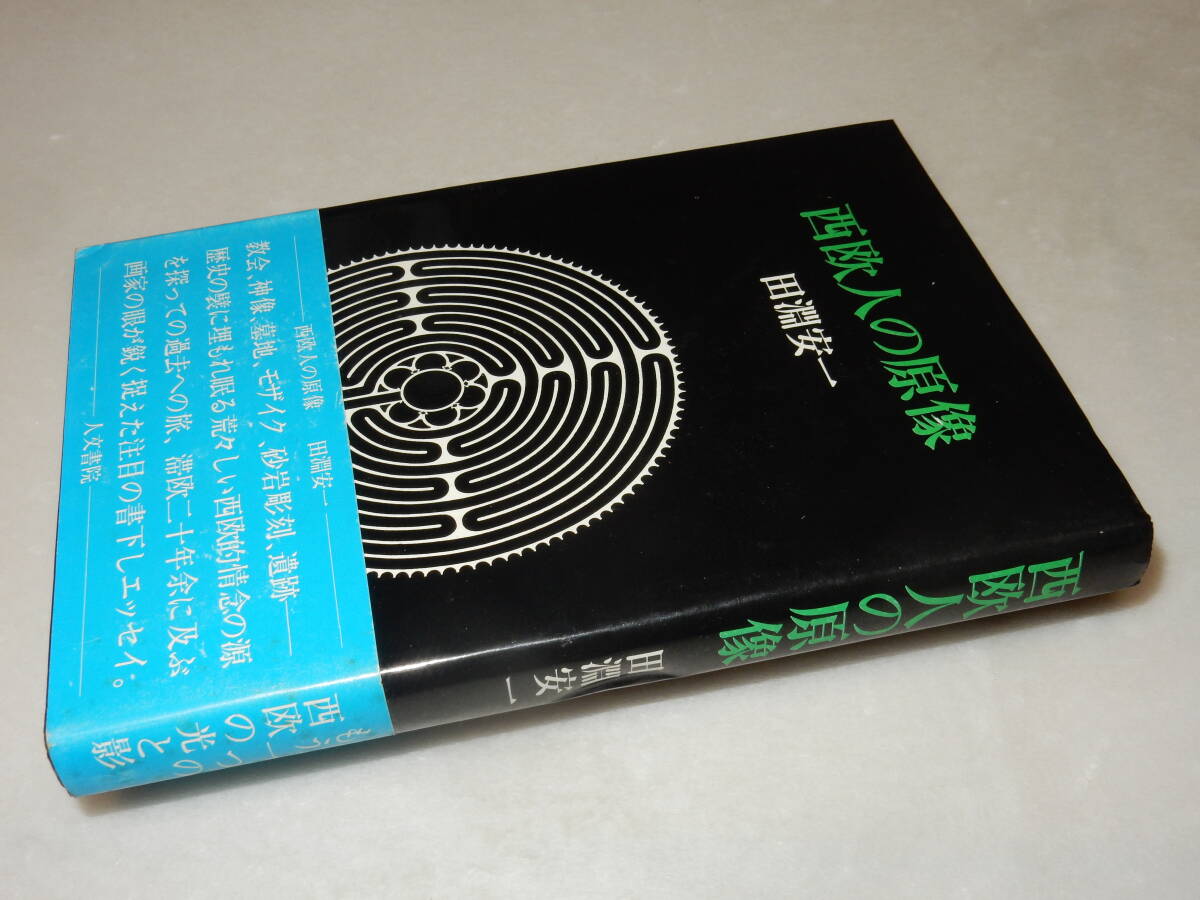 西欧人の原像
田淵安一
西欧人の原像 田淵安一
教会、神像、墓地、モザイク、砂岩彫刻、遺跡
歴史の襞に埋もれ眠る荒々しい西欧的情念の源
を探っての過去への旅、滞欧二十年余に及ぶ
画家の眼が鋭く捉えた注目の書下しエッセイ。
人文書院
西欧人の原像
田淵安一
もう一つの
西欧の光と影